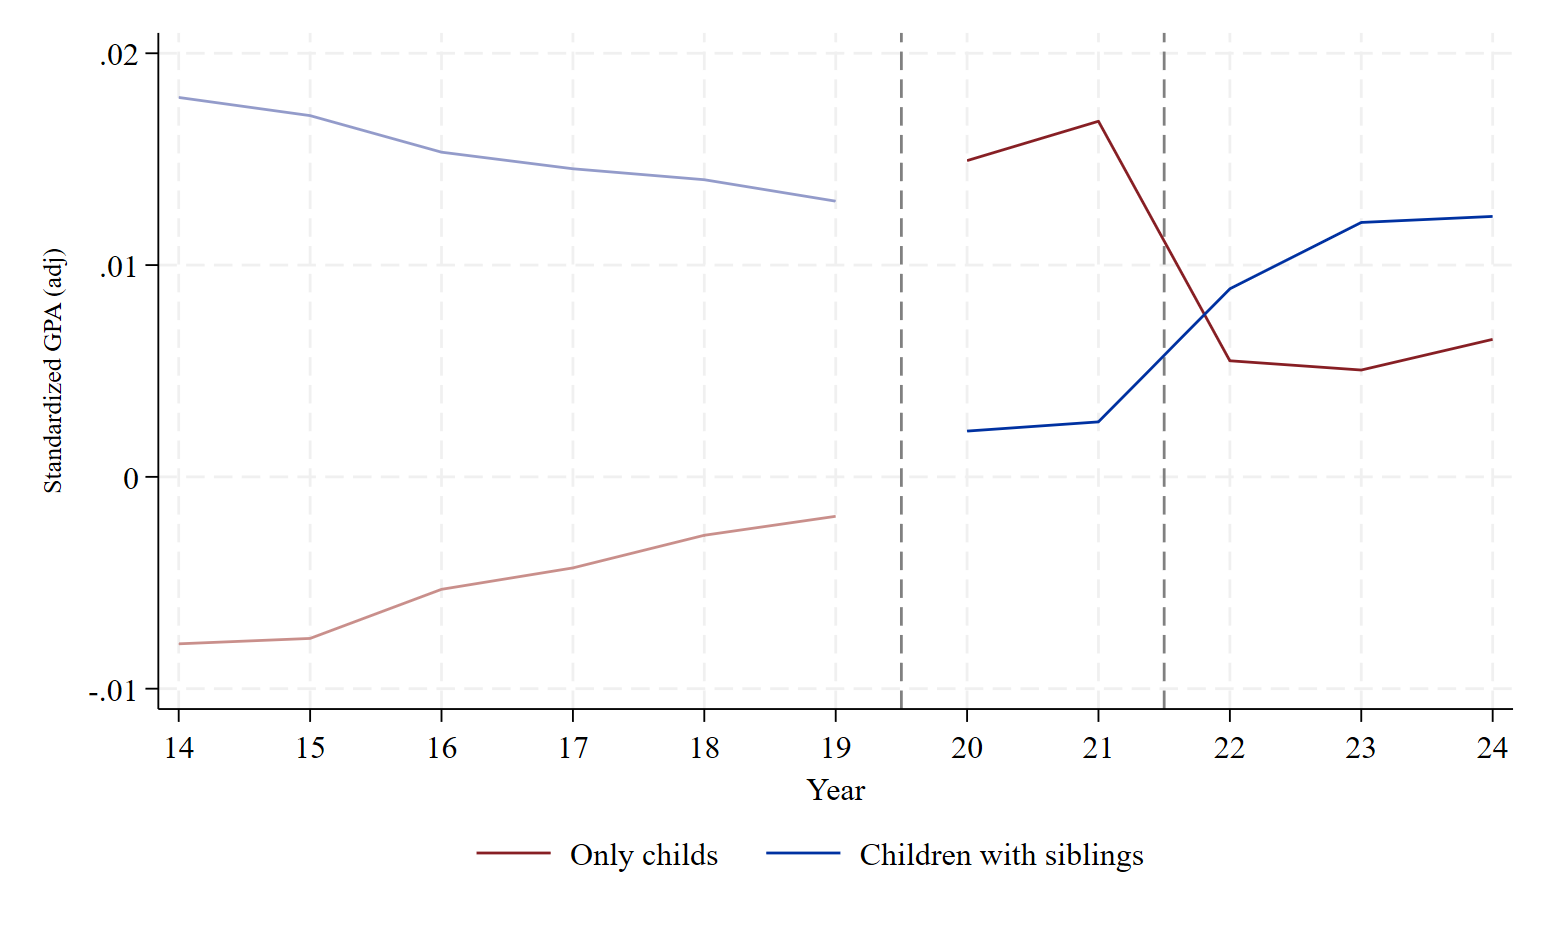 .02
.01
0
-.01
Standardized GPA (adj)
14 15 16 17 18 19 20 21 22 23 24
Year
Only childs Children with siblings